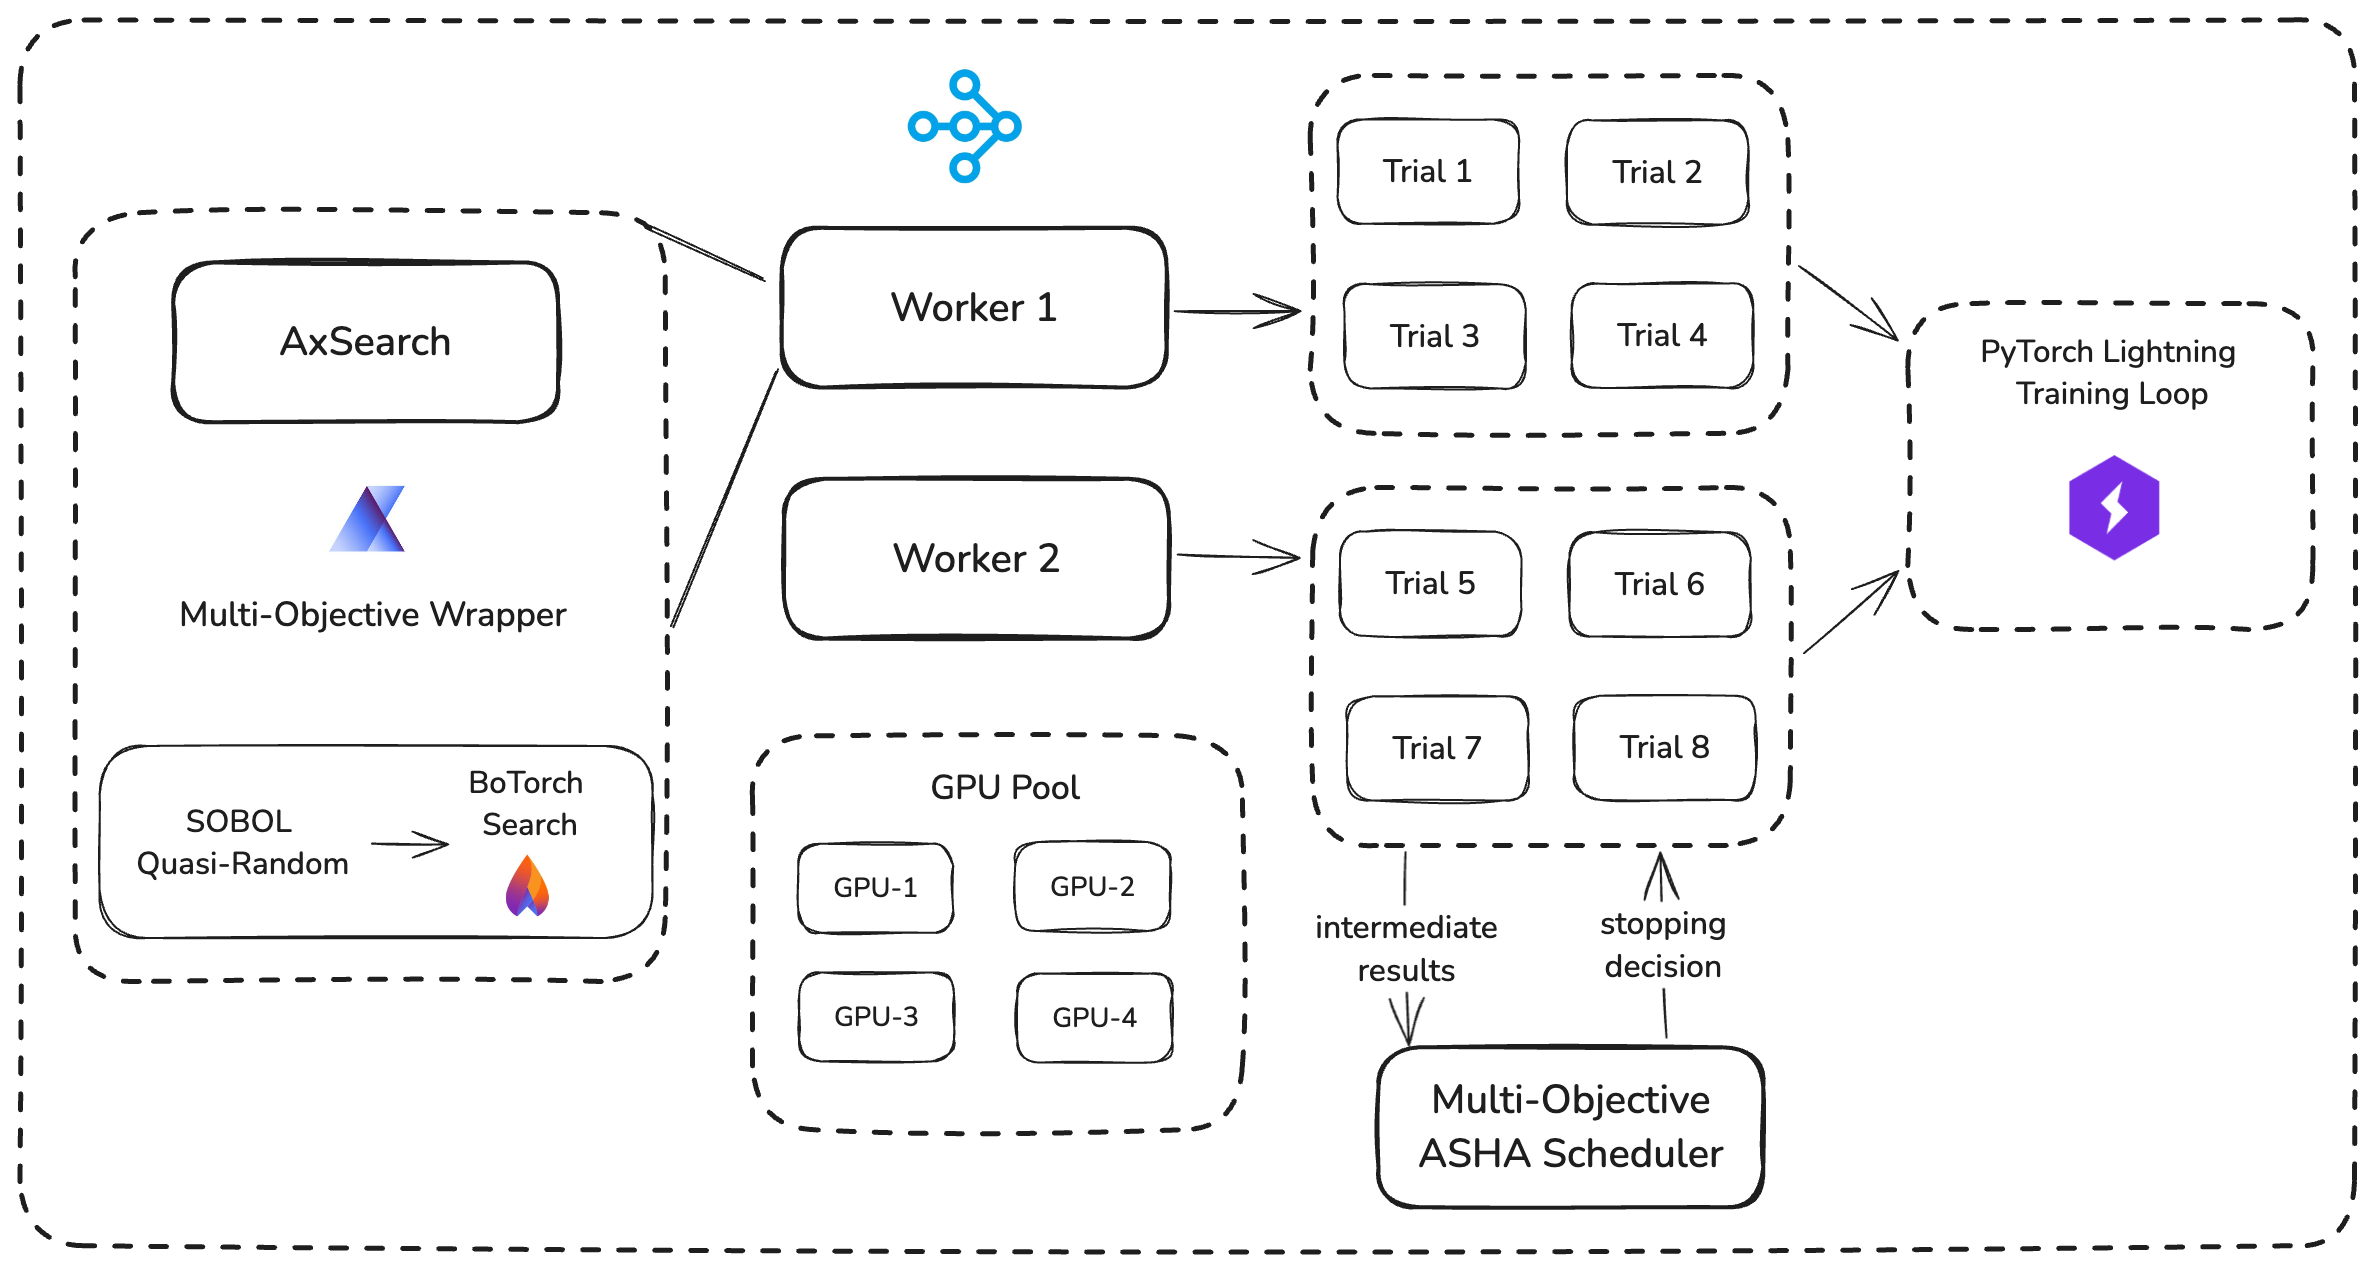 AxSearch
Multi-Objective Wrapper
SOBOL
Quasi-Random
BoTorch
Search
Worker 1
Worker 2
GPU Pool
GPU-1
GPU-2
GPU-3
GPU-4
Trial 1
Trial 2
Trial 3
Trial 4
Trial 5
Trial 6
Trial 7
Trial 8
intermediate
results
stopping
decision
Multi-Objective
ASHA Scheduler
PyTorch Lightning
Training Loop